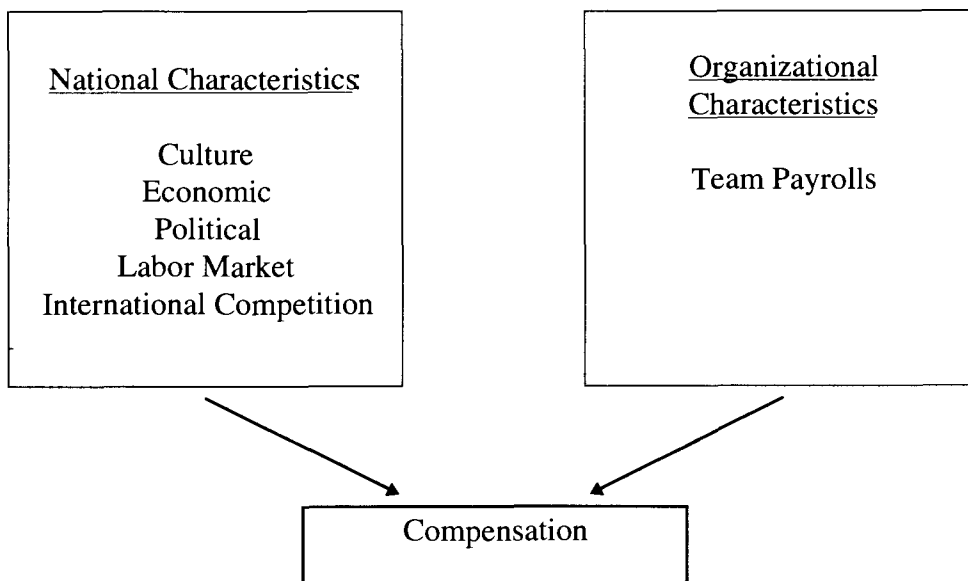 National Characteristics:
Culture
Economic
Political
Labor Market
International Competition
Organizational
Characteristics
Team Payrolls
Compensation